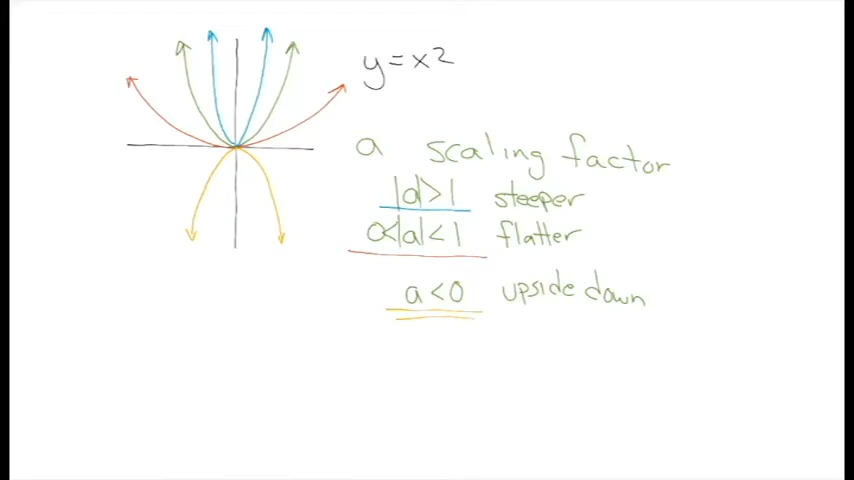 y=x2
a scaling factor
|a|>1 steeper
0<|a|<1 flatter
a<0 upside down